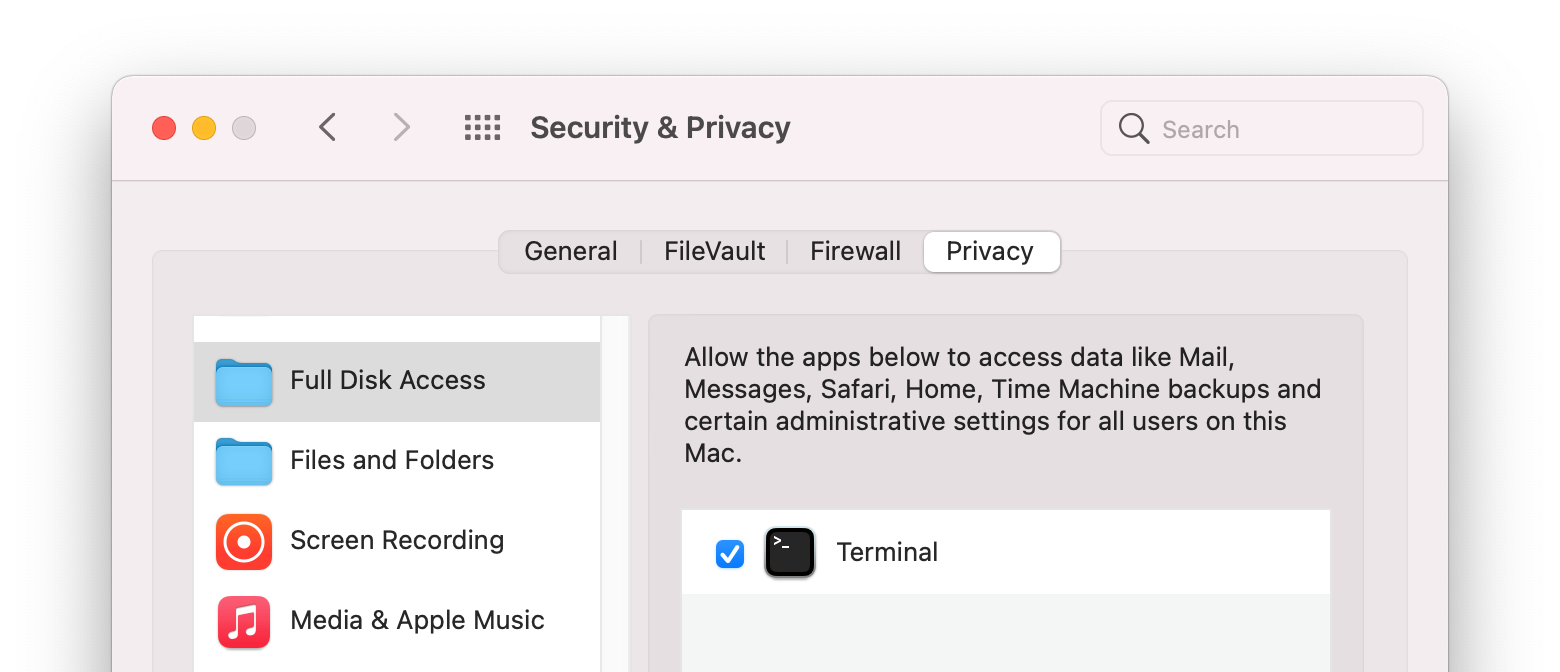 Security & Privacy
Search
General
FileVault
Firewall
Privacy
Full Disk Access
Files and Folders
Screen Recording
Media & Apple Music
Allow the apps below to access data like Mail,
Messages, Safari, Home, Time Machine backups and
certain administrative settings for all users on this
Mac.
>_
Terminal